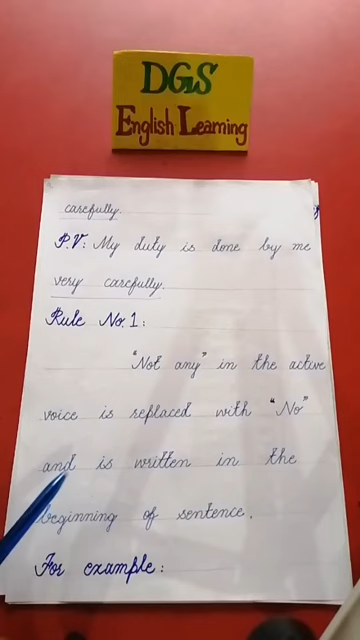 DGS
English Learning
carefully.
P.V: My duty is done by me
very carefully.
Rule No.1:
"Not any" in the active
voice is replaced with "No"
and is written in the
beginning of sentence.
For example: